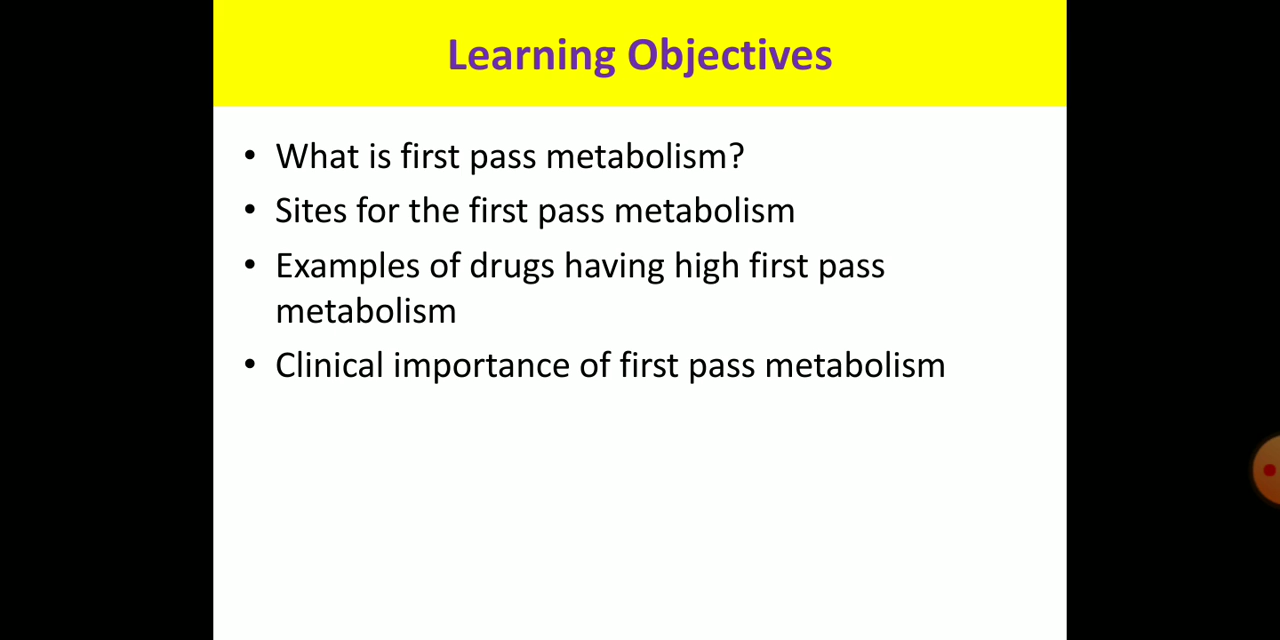 Learning Objectives
• What is first pass metabolism?
• Sites for the first pass metabolism
• Examples of drugs having high first pass
metabolism
• Clinical importance of first pass metabolism